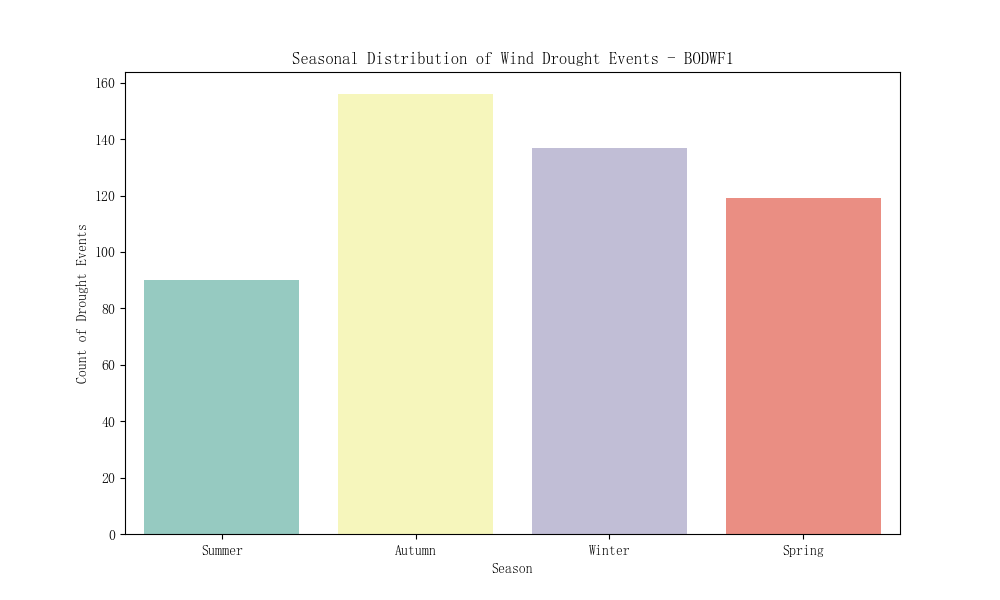 Seasonal Distribution of Wind Drought Events - BODWF1
160
140
120
100
80
60
40
20
0
Count of Drought Events
Summer Autumn Winter Spring
Season